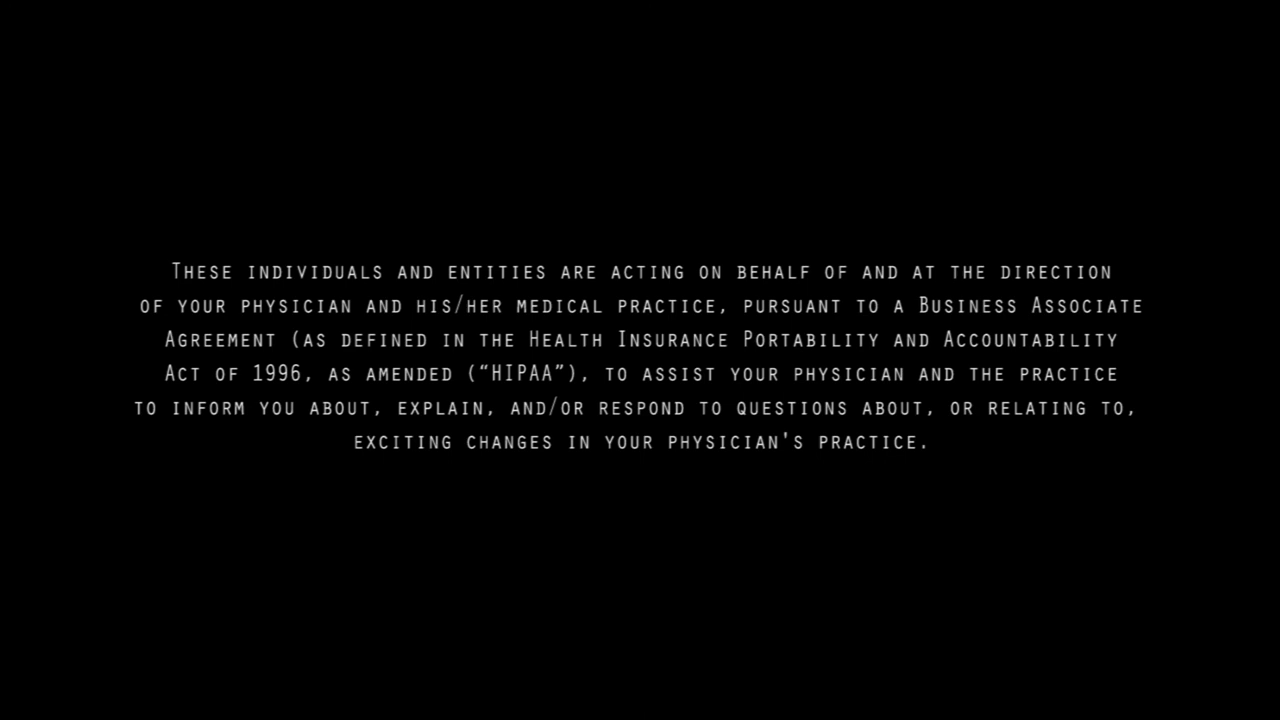 These individuals and entities are acting on behalf of and at the direction
of your physician and his/her medical practice, pursuant to a Business Associate
Agreement (as defined in the Health Insurance Portability and Accountability
Act of 1996, as amended (“HIPAA”), to assist your physician and the practice
to inform you about, explain, and/or respond to questions about, or relating to,
exciting changes in your physician's practice.